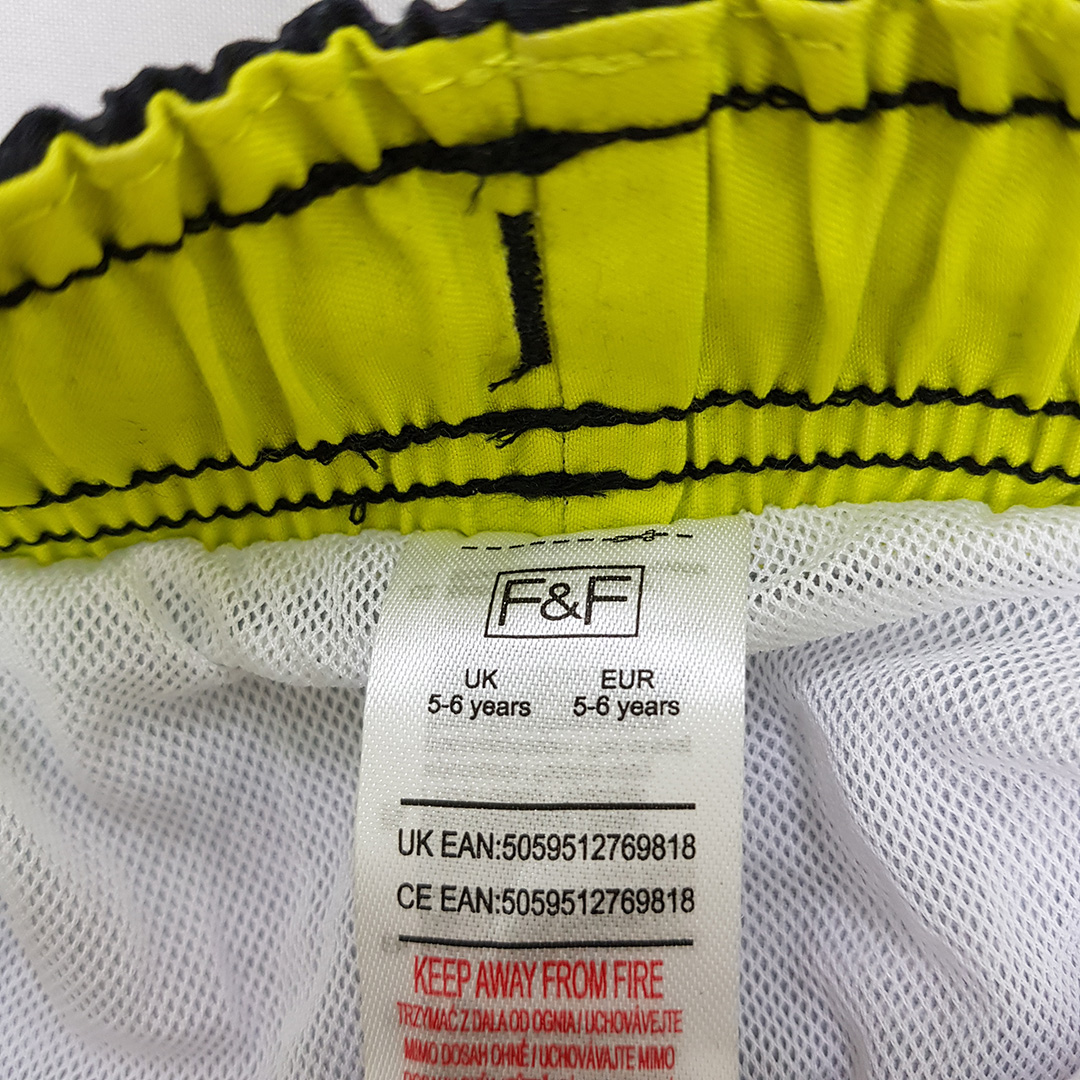 F&F
UK EUR
5-6 years 5-6 years
UK EAN:5059512769818
CE EAN:5059512769818
KEEP AWAY FROM FIRE
TRZYMAĆ Z DALA OD OGNIA / UCHOVÁVEJTE
MIMO DOSAH OHNĚ / UCHOVÁVAJTE MIMO